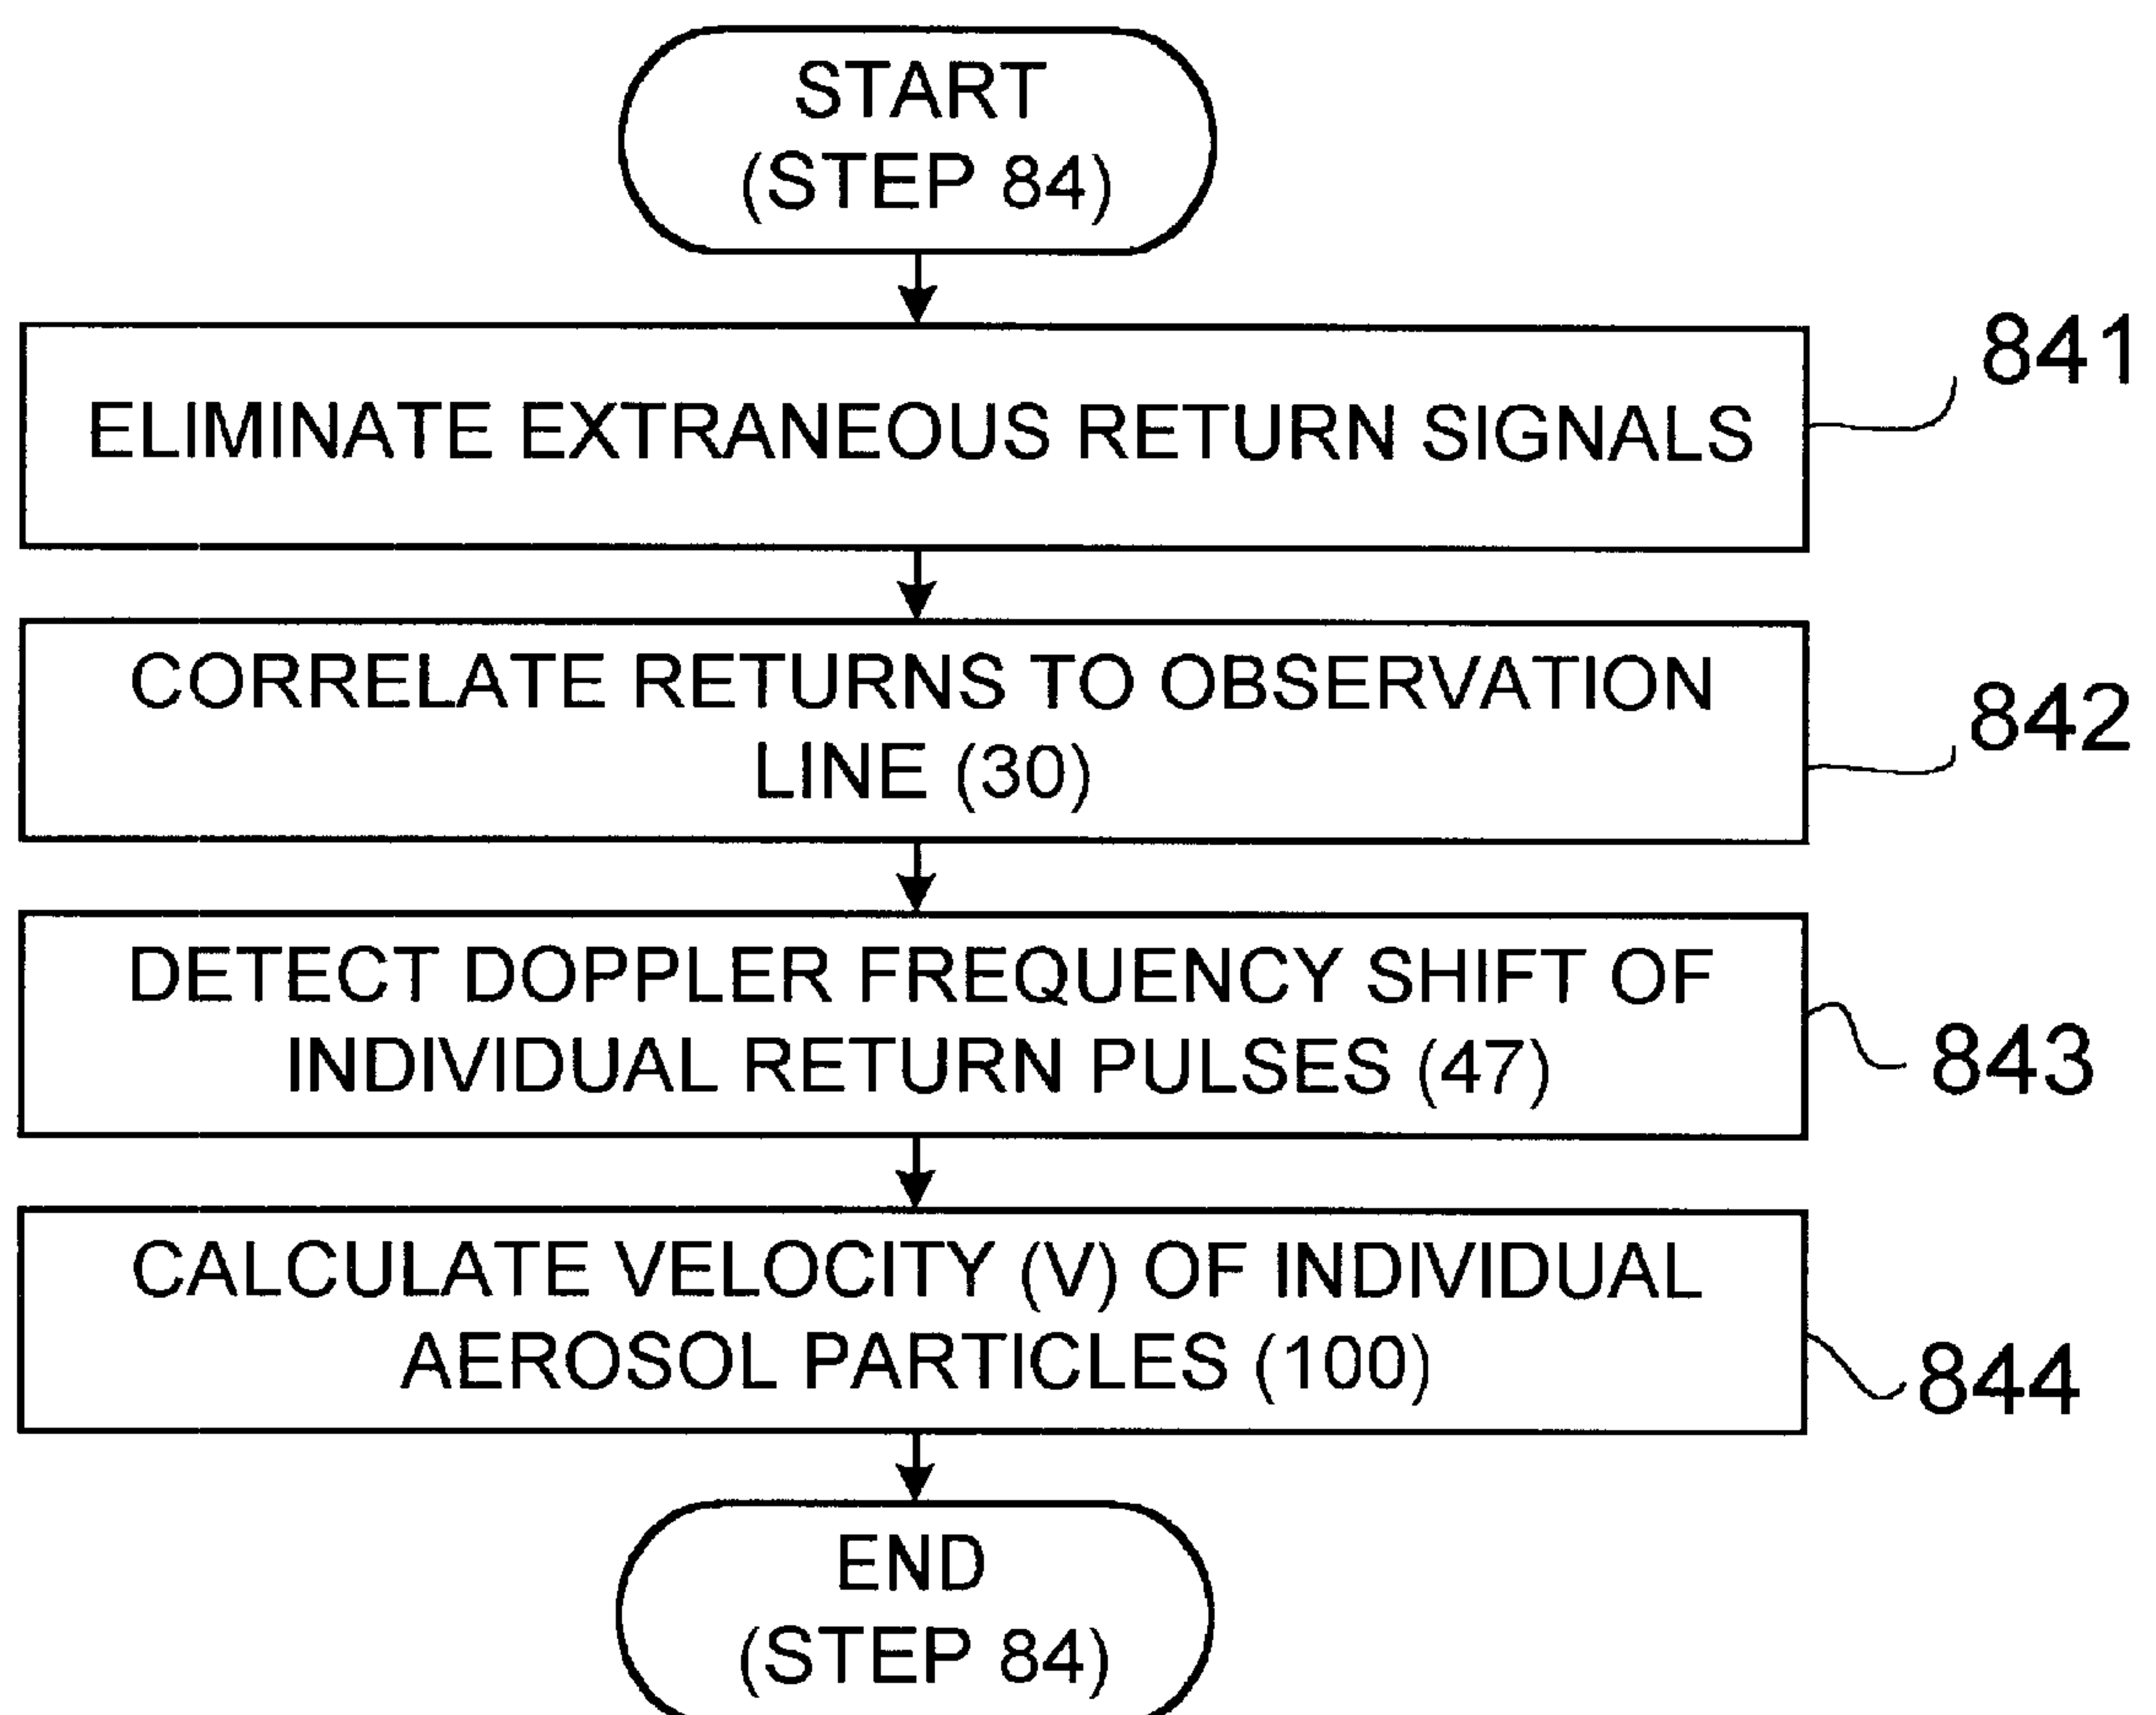 START
(STEP 84)
841
ELIMINATE EXTRANEOUS RETURN SIGNALS
CORRELATE RETURNS TO OBSERVATION
LINE (30)
842
DETECT DOPPLER FREQUENCY SHIFT OF
INDIVIDUAL RETURN PULSES (47)
843
CALCULATE VELOCITY (V) OF INDIVIDUAL
AEROSOL PARTICLES (100)
844
END
(STEP 84)